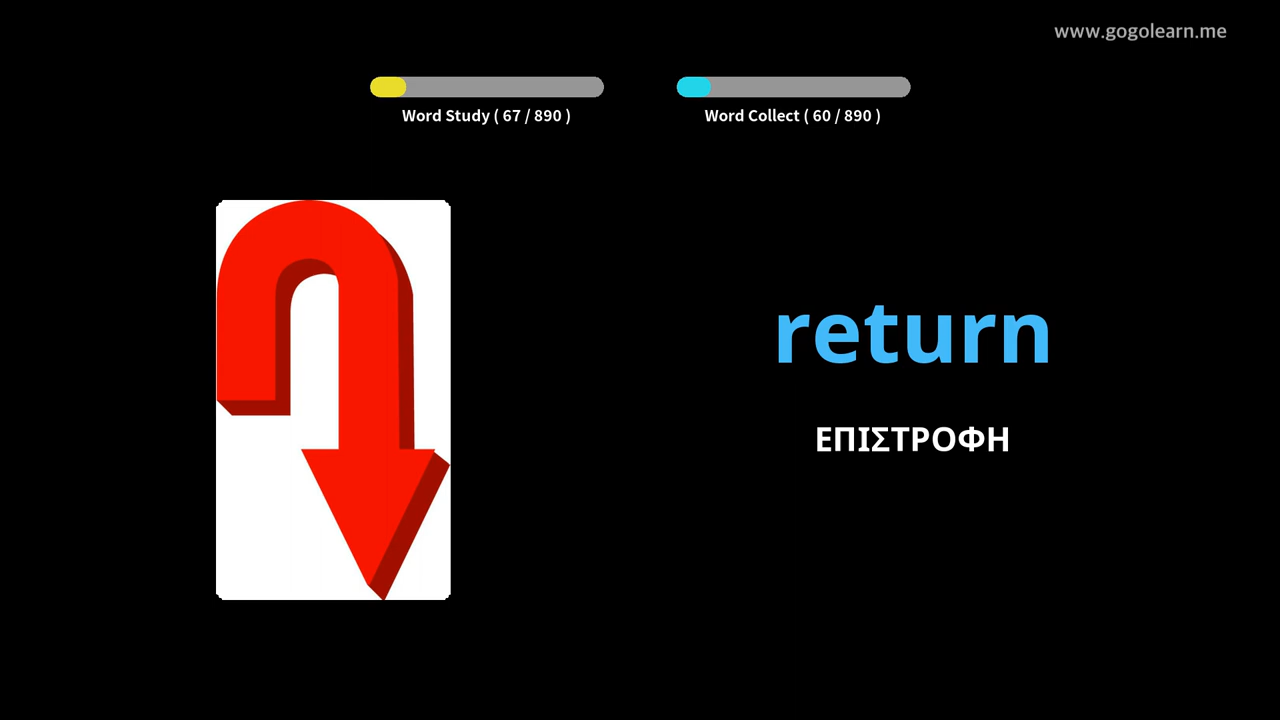 www.gogolearn.me
Word Study ( 67 / 890 )
Word Collect ( 60 / 890 )
return
ΕΠΙΣΤΡΟΦΗ